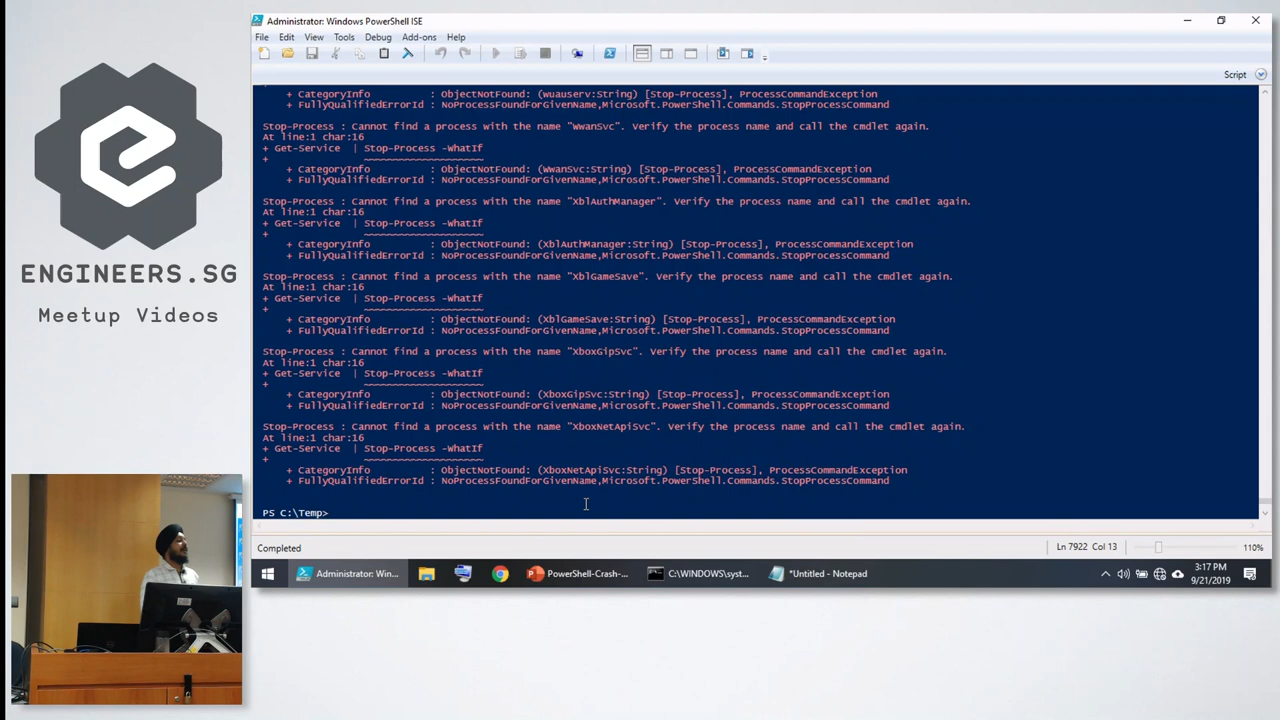 ENGINEERS.SG
Meetup Videos
Administrator: Windows PowerShell ISE
File Edit View Tools Debug Add-ons Help
Script
+ CategoryInfo : ObjectNotFound: (wuauserv:String) [Stop-Process], ProcessCommandException
+ FullyQualifiedErrorId : NoProcessFoundForGivenName,Microsoft.PowerShell.Commands.StopProcessCommand
Stop-Process : Cannot find a process with the name "WwanSvc". Verify the process name and call the cmdlet again.
At line:1 char:16
+ Get-Service | Stop-Process -WhatIf
+ ~~~~~~~~~~~~~~~~~~~~
+ CategoryInfo : ObjectNotFound: (WwanSvc:String) [Stop-Process], ProcessCommandException
+ FullyQualifiedErrorId : NoProcessFoundForGivenName,Microsoft.PowerShell.Commands.StopProcessCommand
Stop-Process : Cannot find a process with the name "XblAuthManager". Verify the process name and call the cmdlet again.
At line:1 char:16
+ Get-Service | Stop-Process -WhatIf
+ ~~~~~~~~~~~~~~~~~~~~
+ CategoryInfo : ObjectNotFound: (XblAuthManager:String) [Stop-Process], ProcessCommandException
+ FullyQualifiedErrorId : NoProcessFoundForGivenName,Microsoft.PowerShell.Commands.StopProcessCommand
Stop-Process : Cannot find a process with the name "XblGameSave". Verify the process name and call the cmdlet again.
At line:1 char:16
+ Get-Service | Stop-Process -WhatIf
+ ~~~~~~~~~~~~~~~~~~~~
+ CategoryInfo : ObjectNotFound: (XblGameSave:String) [Stop-Process], ProcessCommandException
+ FullyQualifiedErrorId : NoProcessFoundForGivenName,Microsoft.PowerShell.Commands.StopProcessCommand
Stop-Process : Cannot find a process with the name "XboxGipSvc". Verify the process name and call the cmdlet again.
At line:1 char:16
+ Get-Service | Stop-Process -WhatIf
+ ~~~~~~~~~~~~~~~~~~~~
+ CategoryInfo : ObjectNotFound: (XboxGipSvc:String) [Stop-Process], ProcessCommandException
+ FullyQualifiedErrorId : NoProcessFoundForGivenName,Microsoft.PowerShell.Commands.StopProcessCommand
Stop-Process : Cannot find a process with the name "XboxNetApiSvc". Verify the process name and call the cmdlet again.
At line:1 char:16
+ Get-Service | Stop-Process -WhatIf
+ ~~~~~~~~~~~~~~~~~~~~
+ CategoryInfo : ObjectNotFound: (XboxNetApiSvc:String) [Stop-Process], ProcessCommandException
+ FullyQualifiedErrorId : NoProcessFoundForGivenName,Microsoft.PowerShell.Commands.StopProcessCommand
PS C:\Temp>
Completed Ln 7922 Col 13 110%
Administrator: Win... PowerShell-Crash-... C:\WINDOWS\syst... *Untitled - Notepad 3:17 PM
9/21/2019